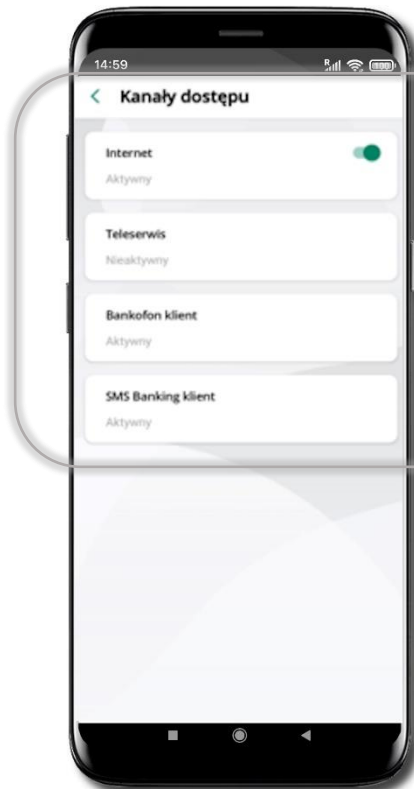 14:59
Kanały dostępu
Internet
Aktywny
Teleserwis
Nieaktywny
Bankofon klient
Aktywny
SMS Banking klient
Aktywny